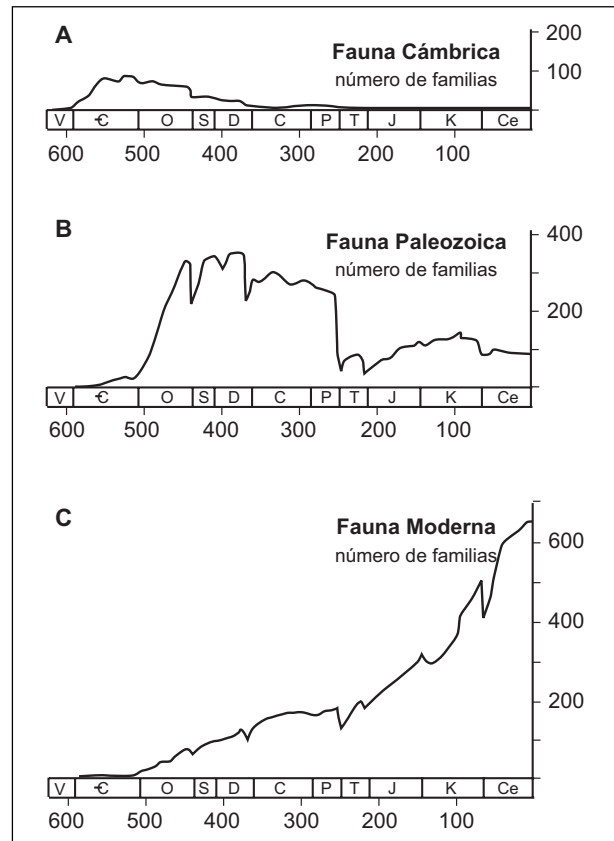 A
Fauna Cámbrica
número de familias
200
100
V Є O S D C P T J K Ce
600 500 400 300 200 100
B
Fauna Paleozoica
número de familias
400
200
V Є O S D C P T J K Ce
600 500 400 300 200 100
C
Fauna Moderna
número de familias
600
400
200
V Є O S D C P T J K Ce
600 500 400 300 200 100